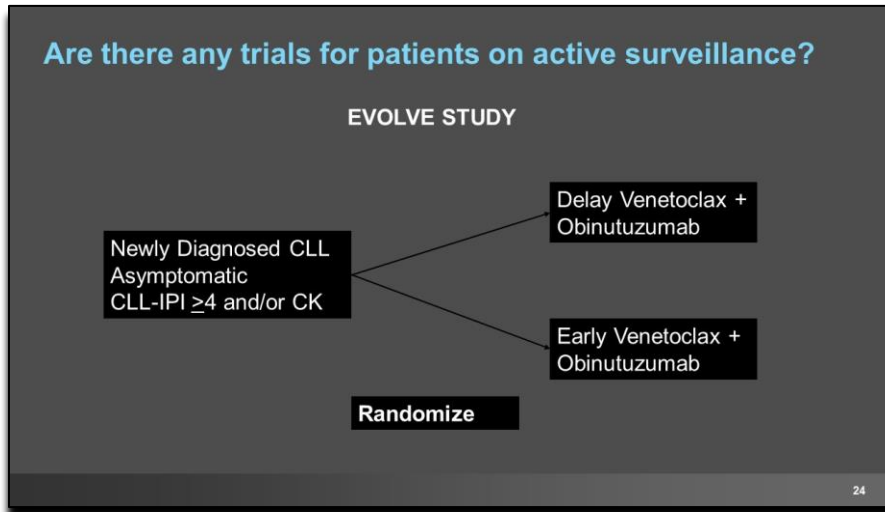 Are there any trials for patients on active surveillance?
EVOLVE STUDY
Newly Diagnosed CLL
Asymptomatic
CLL-IPI ≥4 and/or CK
Delay Venetoclax +
Obinutuzumab
Early Venetoclax +
Obinutuzumab
Randomize
24